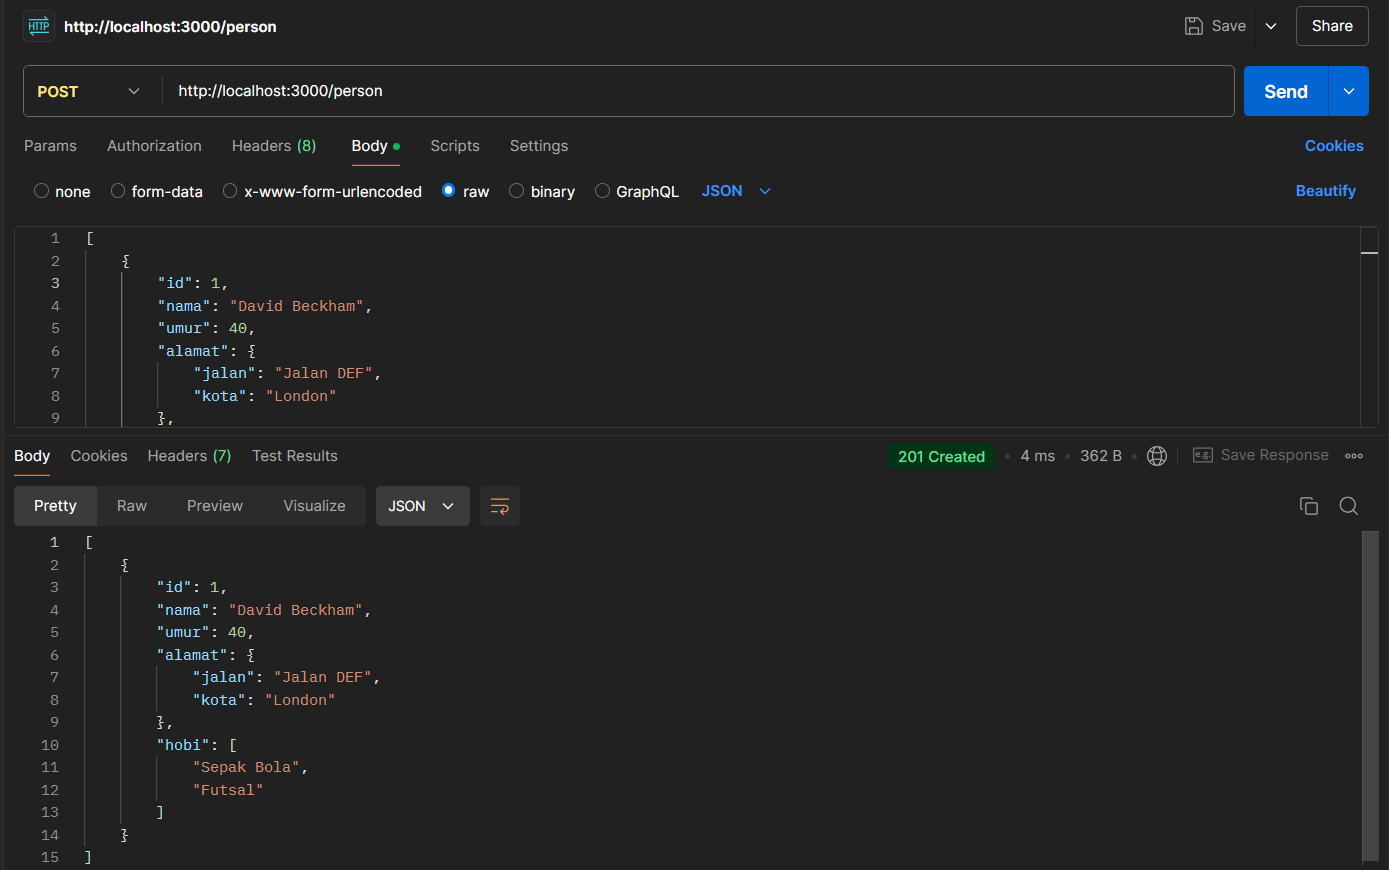 HTTP http://localhost:3000/person Save Share
POST http://localhost:3000/person Send
Params Authorization Headers (8) Body Scripts Settings Cookies
none form-data x-www-form-urlencoded raw binary GraphQL JSON Beautify
1 [
2 {
3 "id": 1,
4 "nama": "David Beckham",
5 "umur": 40,
6 "alamat": {
7 "jalan": "Jalan DEF",
8 "kota": "London"
9 },
Body Cookies Headers (7) Test Results 201 Created 4 ms 362 B e.g. Save Response
Pretty Raw Preview Visualize JSON
1 [
2 {
3 "id": 1,
4 "nama": "David Beckham",
5 "umur": 40,
6 "alamat": {
7 "jalan": "Jalan DEF",
8 "kota": "London"
9 },
10 "hobi": [
11 "Sepak Bola",
12 "Futsal"
13 ]
14 }
15 ]